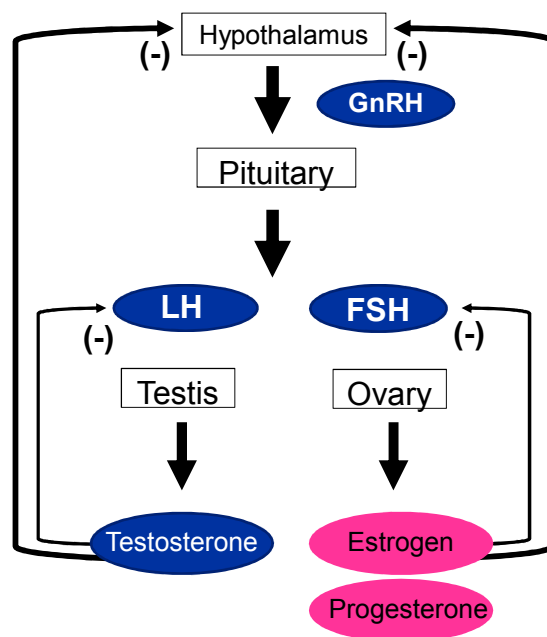 Hypothalamus
(-)
(-)
GnRH
Pituitary
LH
FSH
(-)
(-)
Testis
Ovary
Testosterone
Estrogen
Progesterone